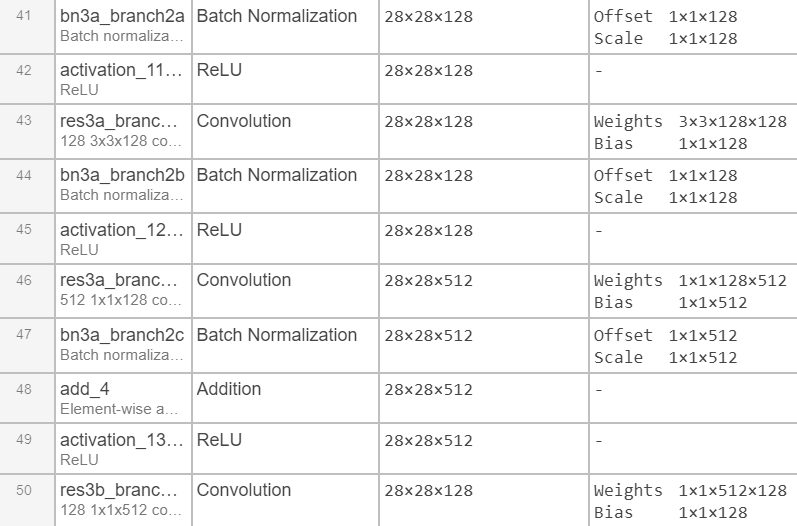 41 bn3a_branch2a Batch Normalization 28×28×128 Offset 1×1×128
Batch normaliza... Scale 1×1×128
42 activation_11... ReLU 28×28×128 -
ReLU
43 res3a_branc... Convolution 28×28×128 Weights 3×3×128×128
128 3x3x128 co... Bias 1×1×128
44 bn3a_branch2b Batch Normalization 28×28×128 Offset 1×1×128
Batch normaliza... Scale 1×1×128
45 activation_12... ReLU 28×28×128 -
ReLU
46 res3a_branc... Convolution 28×28×512 Weights 1×1×128×512
512 1x1x128 co... Bias 1×1×512
47 bn3a_branch2c Batch Normalization 28×28×512 Offset 1×1×512
Batch normaliza... Scale 1×1×512
48 add_4 Addition 28×28×512 -
Element-wise a...
49 activation_13... ReLU 28×28×512 -
ReLU
50 res3b_branc... Convolution 28×28×128 Weights 1×1×512×128
128 1x1x512 co... Bias 1×1×128